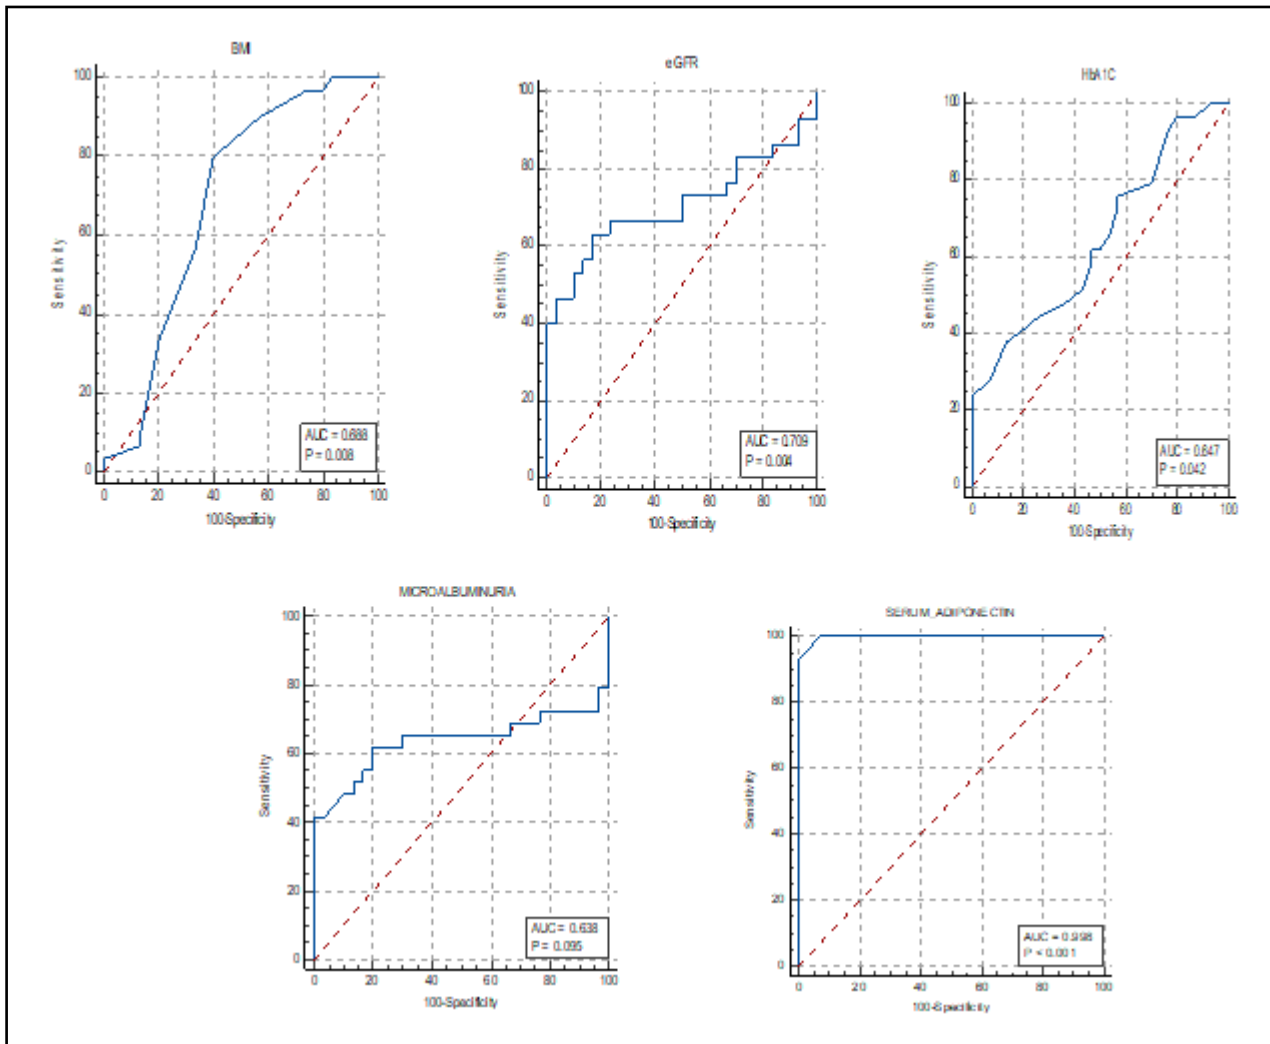 BMI
100
80
60
40
20
0
Sensitivity
AUC = 0.688
P = 0.008
0 20 40 60 80 100
100-Specificity
eGFR
100
80
60
40
20
0
Sensitivity
AUC = 0.709
P = 0.004
0 20 40 60 80 100
100-Specificity
HbA1C
100
80
60
40
20
0
Sensitivity
AUC = 0.647
P = 0.042
0 20 40 60 80 100
100-Specificity
MICROALBUMINURIA
100
80
60
40
20
0
Sensitivity
AUC = 0.638
P = 0.095
0 20 40 60 80 100
100-Specificity
SERUM_ADIPONECTIN
100
80
60
40
20
0
Sensitivity
AUC = 0.998
P < 0.001
0 20 40 60 80 100
100-Specificity